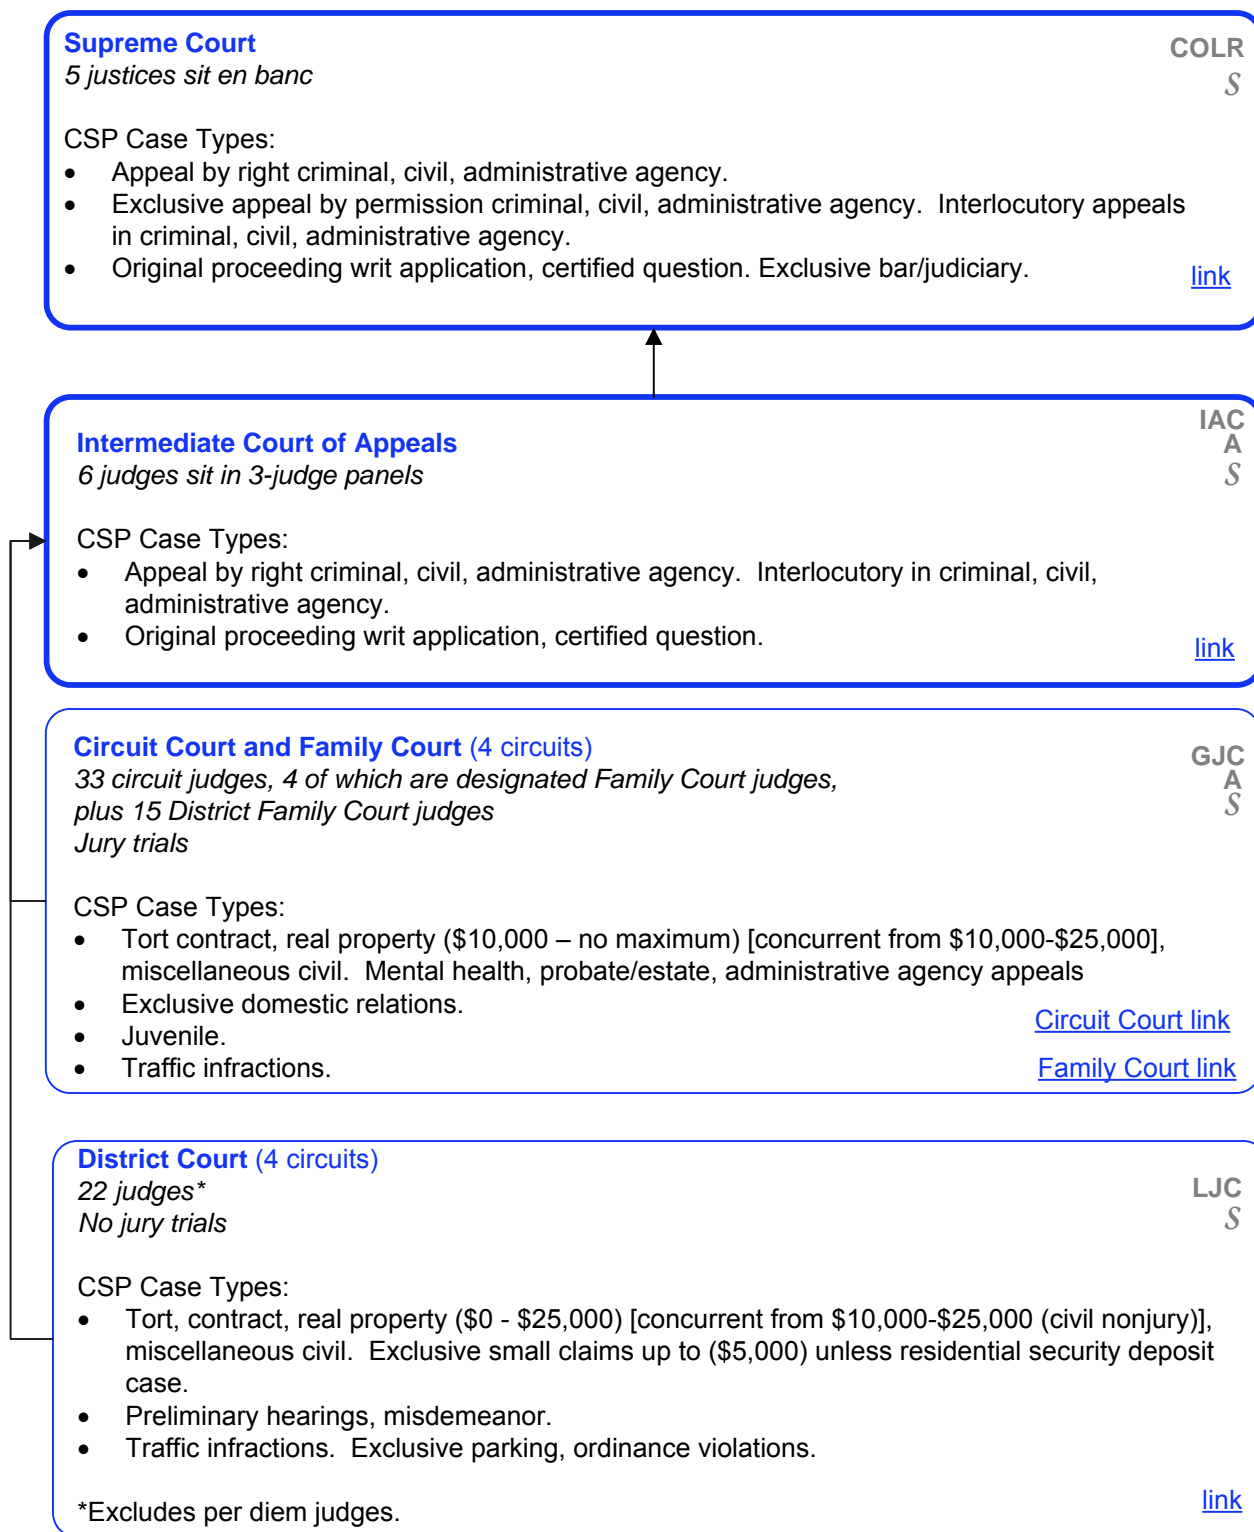 Supreme Court
COLR
5 justices sit en banc
S
CSP Case Types:
• Appeal by right criminal, civil, administrative agency.
• Exclusive appeal by permission criminal, civil, administrative agency.  Interlocutory appeals
in criminal, civil, administrative agency.
• Original proceeding writ application, certified question. Exclusive bar/judiciary.
link
IAC
Intermediate Court of Appeals
A
6 judges sit in 3-judge panels
S
CSP Case Types:
• Appeal by right criminal, civil, administrative agency.  Interlocutory in criminal, civil,
administrative agency.
• Original proceeding writ application, certified question.
link
Circuit Court and Family Court (4 circuits)
GJC
33 circuit judges, 4 of which are designated Family Court judges,
A
plus 15 District Family Court judges
S
Jury trials
CSP Case Types:
• Tort contract, real property ($10,000 – no maximum) [concurrent from $10,000-$25,000],
miscellaneous civil.  Mental health, probate/estate, administrative agency appeals
• Exclusive domestic relations.
Circuit Court link
• Juvenile.
• Traffic infractions.
Family Court link
District Court (4 circuits)
22 judges*
LJC
No jury trials
S
CSP Case Types:
• Tort, contract, real property ($0 - $25,000) [concurrent from $10,000-$25,000 (civil nonjury)],
miscellaneous civil.  Exclusive small claims up to ($5,000) unless residential security deposit
case.
• Preliminary hearings, misdemeanor.
• Traffic infractions.  Exclusive parking, ordinance violations.
link
*Excludes per diem judges.